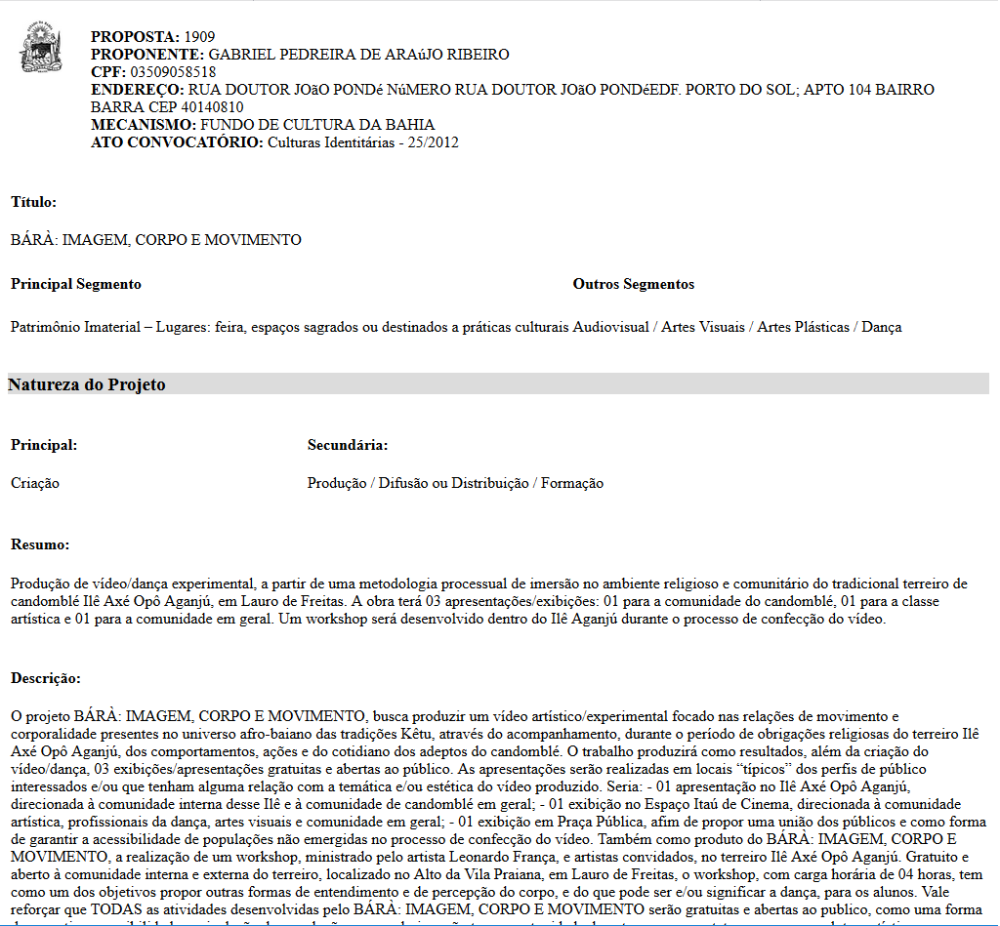 PROPOSTA: 1909
PROPONENTE: GABRIEL PEDREIRA DE ARAúJO RIBEIRO
CPF: 03509058518
ENDEREÇO: RUA DOUTOR JOãO PONDé NúMERO RUA DOUTOR JOãO PONDéEDF. PORTO DO SOL; APTO 104 BAIRRO
BARRA CEP 40140810
MECANISMO: FUNDO DE CULTURA DA BAHIA
ATO CONVOCATÓRIO: Culturas Identitárias - 25/2012
Título:
BÁRÀ: IMAGEM, CORPO E MOVIMENTO
Principal Segmento Outros Segmentos
Patrimônio Imaterial – Lugares: feira, espaços sagrados ou destinados a práticas culturais Audiovisual / Artes Visuais / Artes Plásticas / Dança
Natureza do Projeto
Principal: Secundária:
Criação Produção / Difusão ou Distribuição / Formação
Resumo:
Produção de vídeo/dança experimental, a partir de uma metodologia processual de imersão no ambiente religioso e comunitário do tradicional terreiro de
candomblé Ilê Axé Opô Aganjú, em Lauro de Freitas. A obra terá 03 apresentações/exibições: 01 para a comunidade do candomblé, 01 para a classe
artística e 01 para a comunidade em geral. Um workshop será desenvolvido dentro do Ilê Aganjú durante o processo de confecção do vídeo.
Descrição:
O projeto BÁRÀ: IMAGEM, CORPO E MOVIMENTO, busca produzir um vídeo artístico/experimental focado nas relações de movimento e
corporalidade presentes no universo afro-baiano das tradições Kêtu, através do acompanhamento, durante o período de obrigações religiosas do terreiro Ilê
Axé Opô Aganjú, dos comportamentos, ações e do cotidiano dos adeptos do candomblé. O trabalho produzirá como resultados, além da criação do
vídeo/dança, 03 exibições/apresentações gratuitas e abertas ao público. As apresentações serão realizadas em locais “típicos” dos perfis de público
interessados e/ou que tenham alguma relação com a temática e/ou estética do vídeo produzido. Seria: - 01 apresentação no Ilê Axé Opô Aganjú,
direcionada à comunidade interna desse Ilê e à comunidade de candomblé em geral; - 01 exibição no Espaço Itaú de Cinema, direcionada à comunidade
artística, profissionais da dança, artes visuais e comunidade em geral; - 01 exibição em Praça Pública, afim de propor uma união dos públicos e como forma
de garantir a acessibilidade de populações não emergidas no processo de confecção do vídeo. Também como produto do BÁRÀ: IMAGEM, CORPO E
MOVIMENTO, a realização de um workshop, ministrado pelo artista Leonardo França, e artistas convidados, no terreiro Ilê Axé Opô Aganjú. Gratuito e
aberto à comunidade interna e externa do terreiro, localizado no Alto da Vila Praiana, em Lauro de Freitas, o workshop, com carga horária de 04 horas, tem
como um dos objetivos propor outras formas de entendimento e de percepção do corpo, e do que pode ser e/ou significar a dança, para os alunos. Vale
reforçar que TODAS as atividades desenvolvidas pelo BÁRÀ: IMAGEM, CORPO E MOVIMENTO serão gratuitas e abertas ao publico, como uma forma